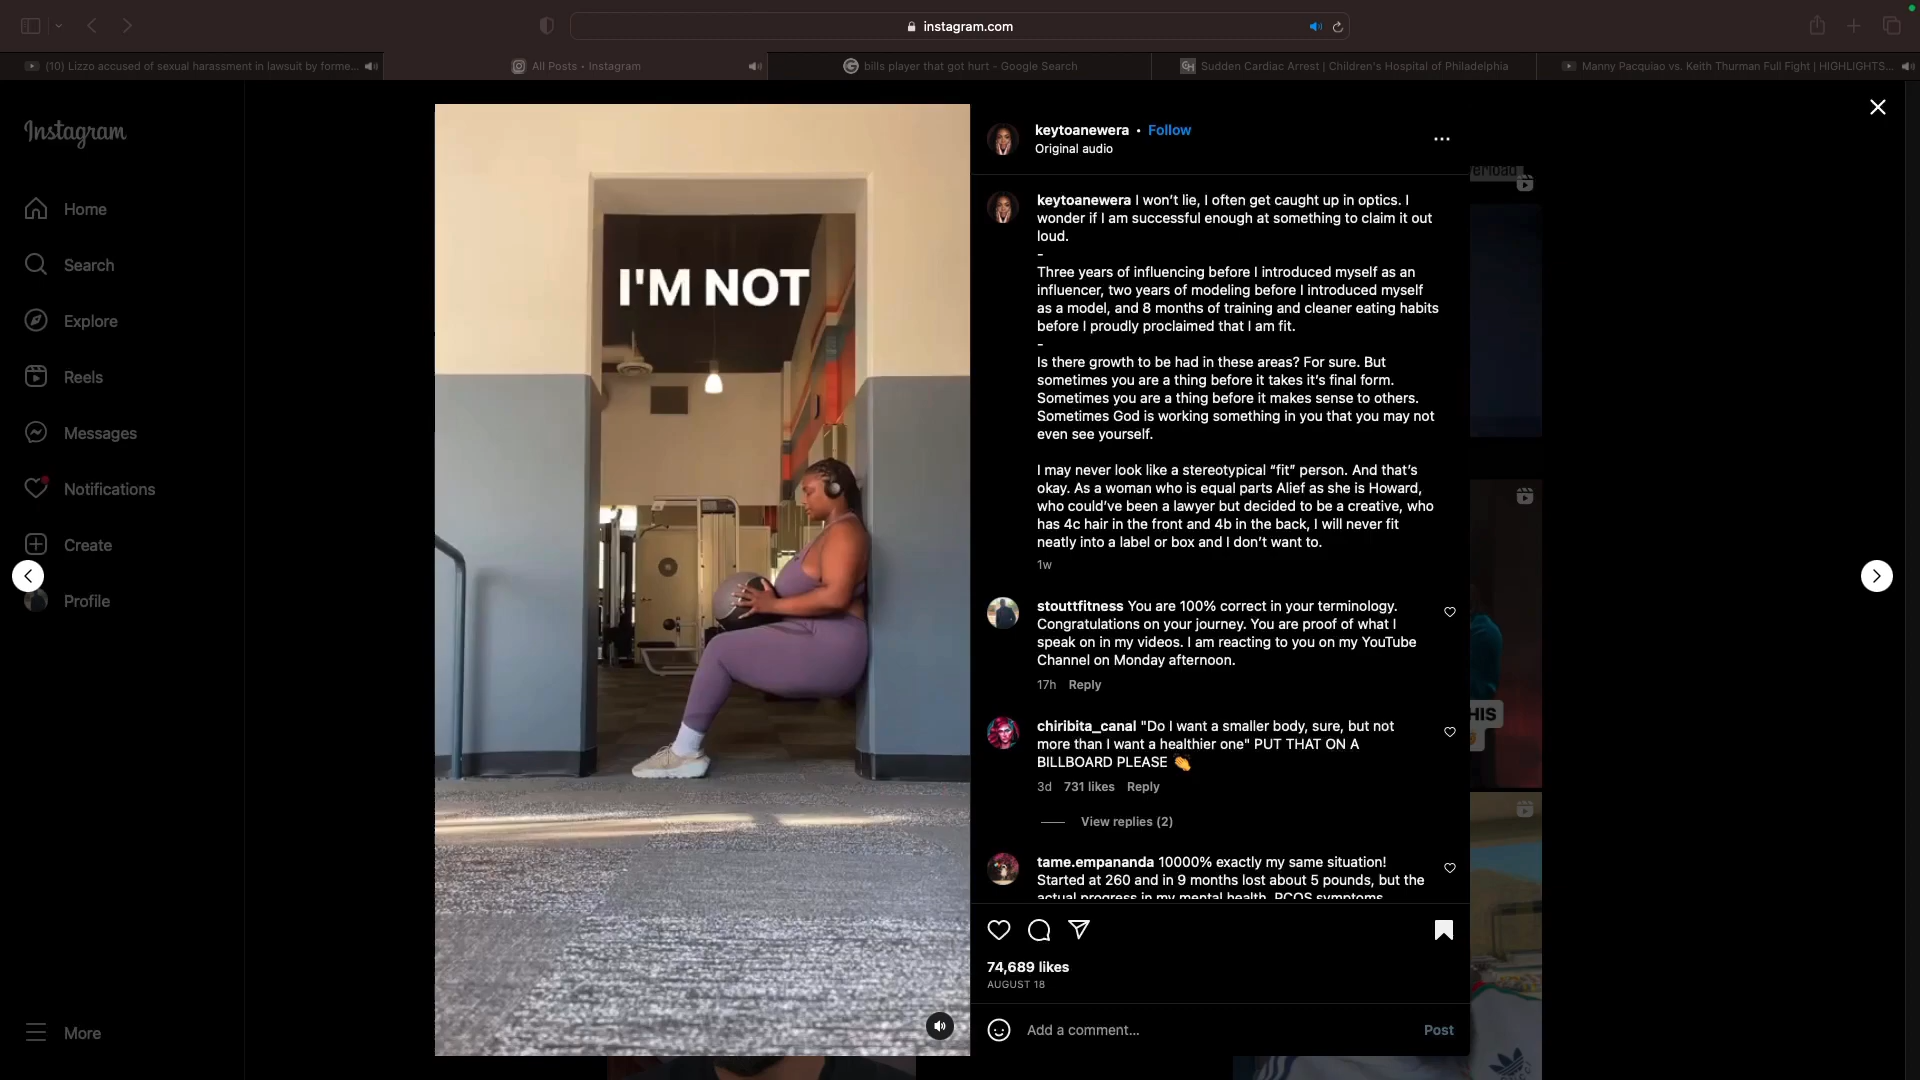 instagram.com
(10) Lizzo accused of sexual harassment in lawsuit by forme...
All Posts • Instagram
bills player that got hurt - Google Search
CH
Sudden Cardiac Arrest | Children's Hospital of Philadelphia
Manny Pacquiao vs. Keith Thurman Full Fight | HIGHLIGHTS...
Instagram
Home
Search
Explore
Reels
Messages
Notifications
Create
Profile
More
I'M NOT
keytoanewera • Follow
Original audio
keytoanewera I won't lie, I often get caught up in optics. I
wonder if I am successful enough at something to claim it out
loud.
-
Three years of influencing before I introduced myself as an
influencer, two years of modeling before I introduced myself
as a model, and 8 months of training and cleaner eating habits
before I proudly proclaimed that I am fit.
-
Is there growth to be had in these areas? For sure. But
sometimes you are a thing before it takes it's final form.
Sometimes you are a thing before it makes sense to others.
Sometimes God is working something in you that you may not
even see yourself.
I may never look like a stereotypical “fit” person. And that's
okay. As a woman who is equal parts Alief as she is Howard,
who could've been a lawyer but decided to be a creative, who
has 4c hair in the front and 4b in the back, I will never fit
neatly into a label or box and I don't want to.
1w
stouttfitness You are 100% correct in your terminology.
Congratulations on your journey. You are proof of what I
speak on in my videos. I am reacting to you on my YouTube
Channel on Monday afternoon.
17h Reply
chiribita_canal "Do I want a smaller body, sure, but not
more than I want a healthier one" PUT THAT ON A
BILLBOARD PLEASE 👏
3d 731 likes Reply
View replies (2)
tame.empananda 10000% exactly my same situation!
Started at 260 and in 9 months lost about 5 pounds, but the
actual progress in my mental health, PCOS symptoms,
74,689 likes
AUGUST 18
Add a comment...
Post
erload
HIS
adidas